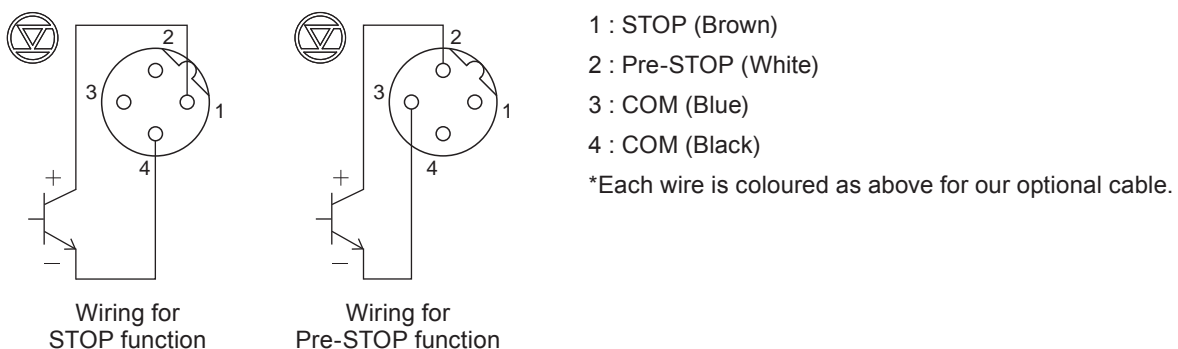 2
3
1
4
+
—
Wiring for
STOP function
2
3
1
4
+
—
Wiring for
Pre-STOP function
1 : STOP (Brown)
2 : Pre-STOP (White)
3 : COM (Blue)
4 : COM (Black)
*Each wire is coloured as above for our optional cable.